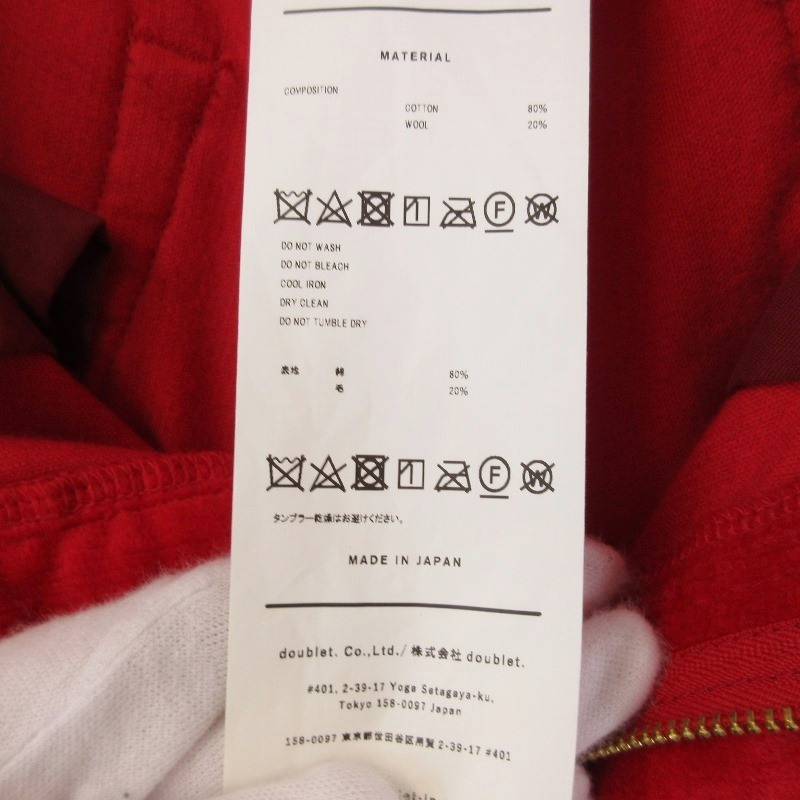 MATERIAL
COMPOSITION
COTTON 80%
WOOL 20%
F W
DO NOT WASH
DO NOT BLEACH
COOL IRON
DRY CLEAN
DO NOT TUMBLE DRY
表地 綿 80%
毛 20%
F W
タンブラー乾燥はお避けください。
MADE IN JAPAN
doublet. Co.,Ltd./ 株式会社 doublet.
#401, 2-39-17 Yoga Setagaya-ku,
Tokyo 158-0097 Japan
158-0097 東京都世田谷区用賀 2-39-17 #401